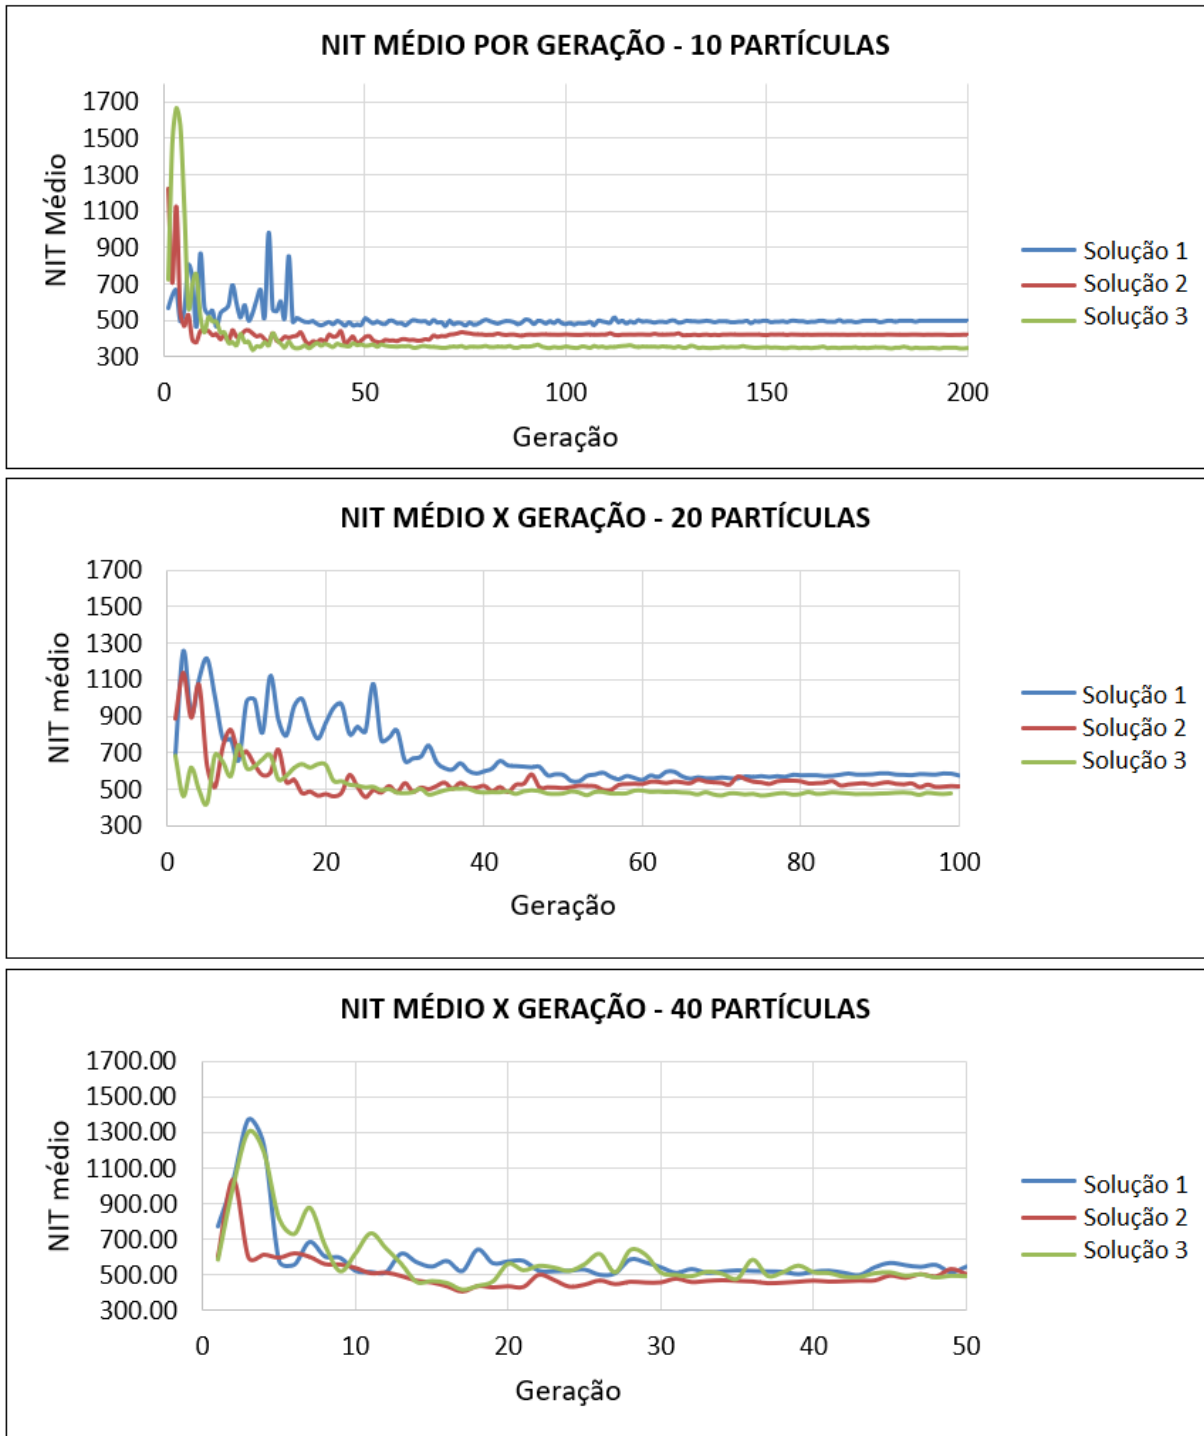 NIT MÉDIO POR GERAÇÃO - 10 PARTÍCULAS
NIT Médio
1700
1500
1300
1100
900
700
500
300
0 50 100 150 200
Geração
Solução 1
Solução 2
Solução 3
NIT MÉDIO X GERAÇÃO - 20 PARTÍCULAS
NIT médio
1700
1500
1300
1100
900
700
500
300
0 20 40 60 80 100
Geração
Solução 1
Solução 2
Solução 3
NIT MÉDIO X GERAÇÃO - 40 PARTÍCULAS
NIT médio
1700.00
1500.00
1300.00
1100.00
900.00
700.00
500.00
300.00
0 10 20 30 40 50
Geração
Solução 1
Solução 2
Solução 3